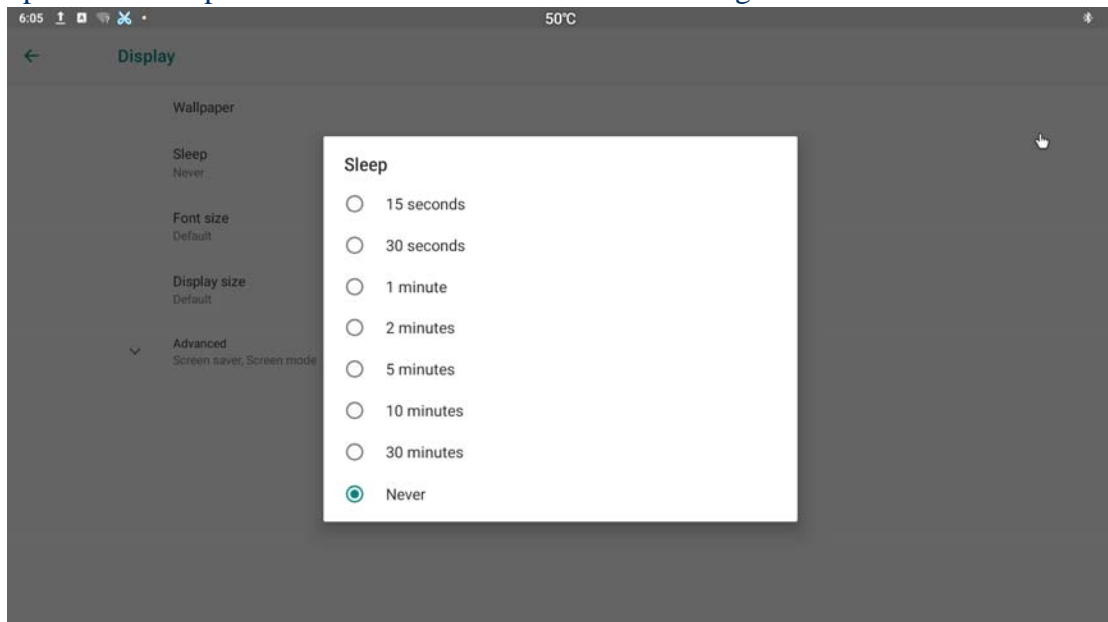 6:05
50°C
Display
Wallpaper
Sleep
Never
Font size
Default
Display size
Default
Advanced
Screen saver, Screen mode
Sleep
15 seconds
30 seconds
1 minute
2 minutes
5 minutes
10 minutes
30 minutes
Never